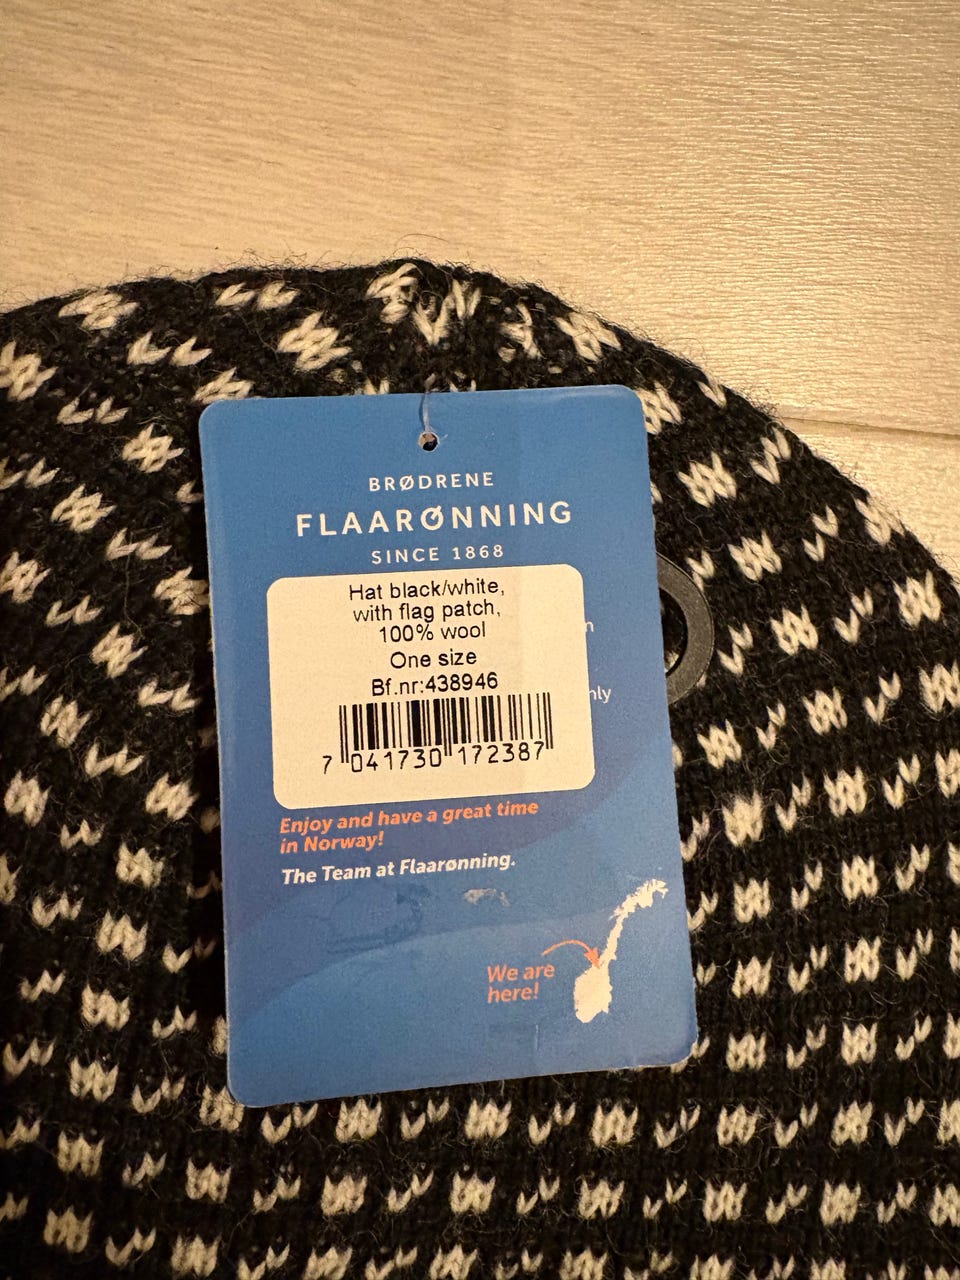 BRØDRENE
FLAARØNNING
SINCE 1868
Hat black/white,
with flag patch,
100% wool
One size
Bf.nr:438946
7 041730 172387
Enjoy and have a great time
in Norway!
The Team at Flaarønning.
We are
here!